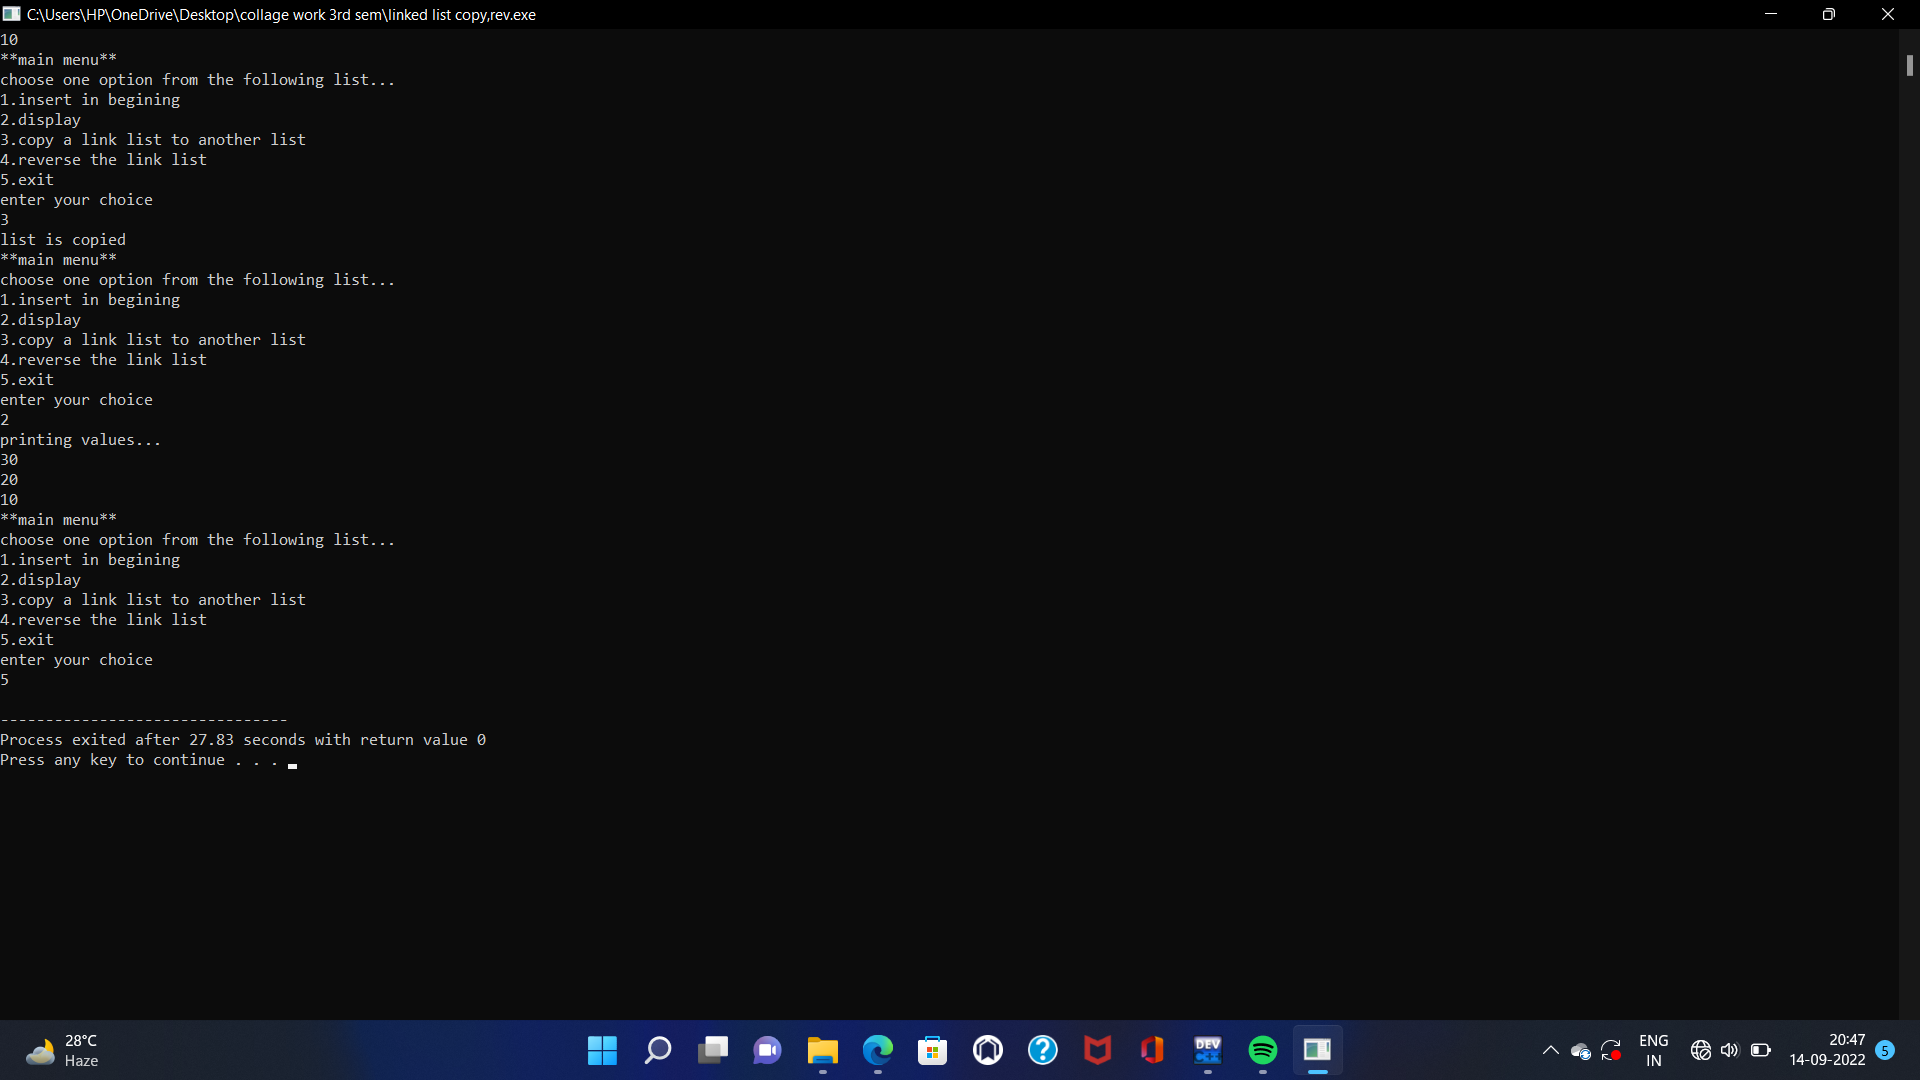 C:\Users\HP\OneDrive\Desktop\collage work 3rd sem\linked list copy,rev.exe
10
**main menu**
choose one option from the following list...
1.insert in begining
2.display
3.copy a link list to another list
4.reverse the link list
5.exit
enter your choice
3
list is copied
**main menu**
choose one option from the following list...
1.insert in begining
2.display
3.copy a link list to another list
4.reverse the link list
5.exit
enter your choice
2
printing values...
30
20
10
**main menu**
choose one option from the following list...
1.insert in begining
2.display
3.copy a link list to another list
4.reverse the link list
5.exit
enter your choice
5
--------------------------------
Process exited after 27.83 seconds with return value 0
Press any key to continue . . .
28°C
Haze
DEV
C++
ENG
IN
20:47
14-09-2022
5